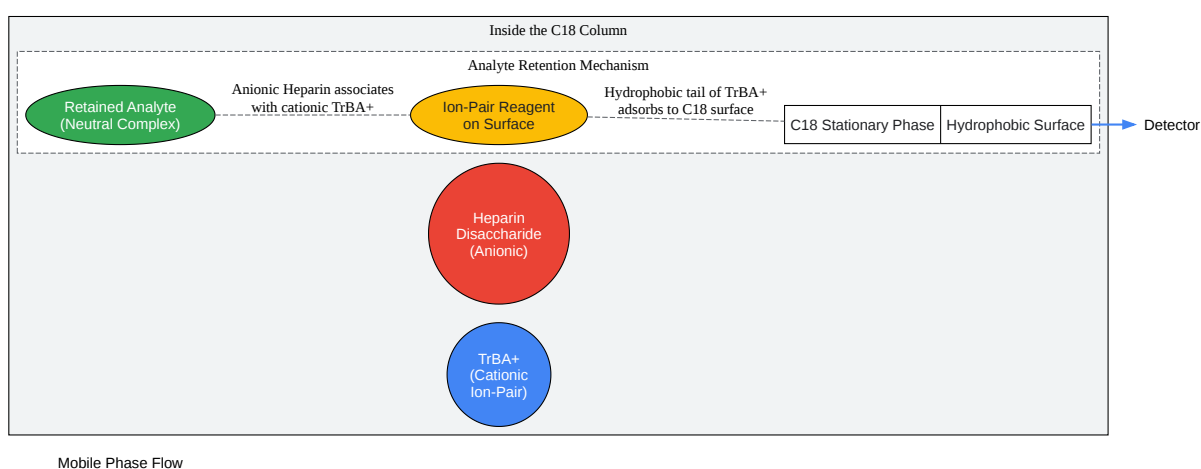 Inside the C18 Column
Analyte Retention Mechanism
Retained Analyte
(Neutral Complex)
Anionic Heparin associates
with cationic TrBA+
Ion-Pair Reagent
on Surface
Hydrophobic tail of TrBA+
adsorbs to C18 surface
C18 Stationary Phase
Hydrophobic Surface
Detector
Heparin
Disaccharide
(Anionic)
TrBA+
(Cationic
Ion-Pair)
Mobile Phase Flow